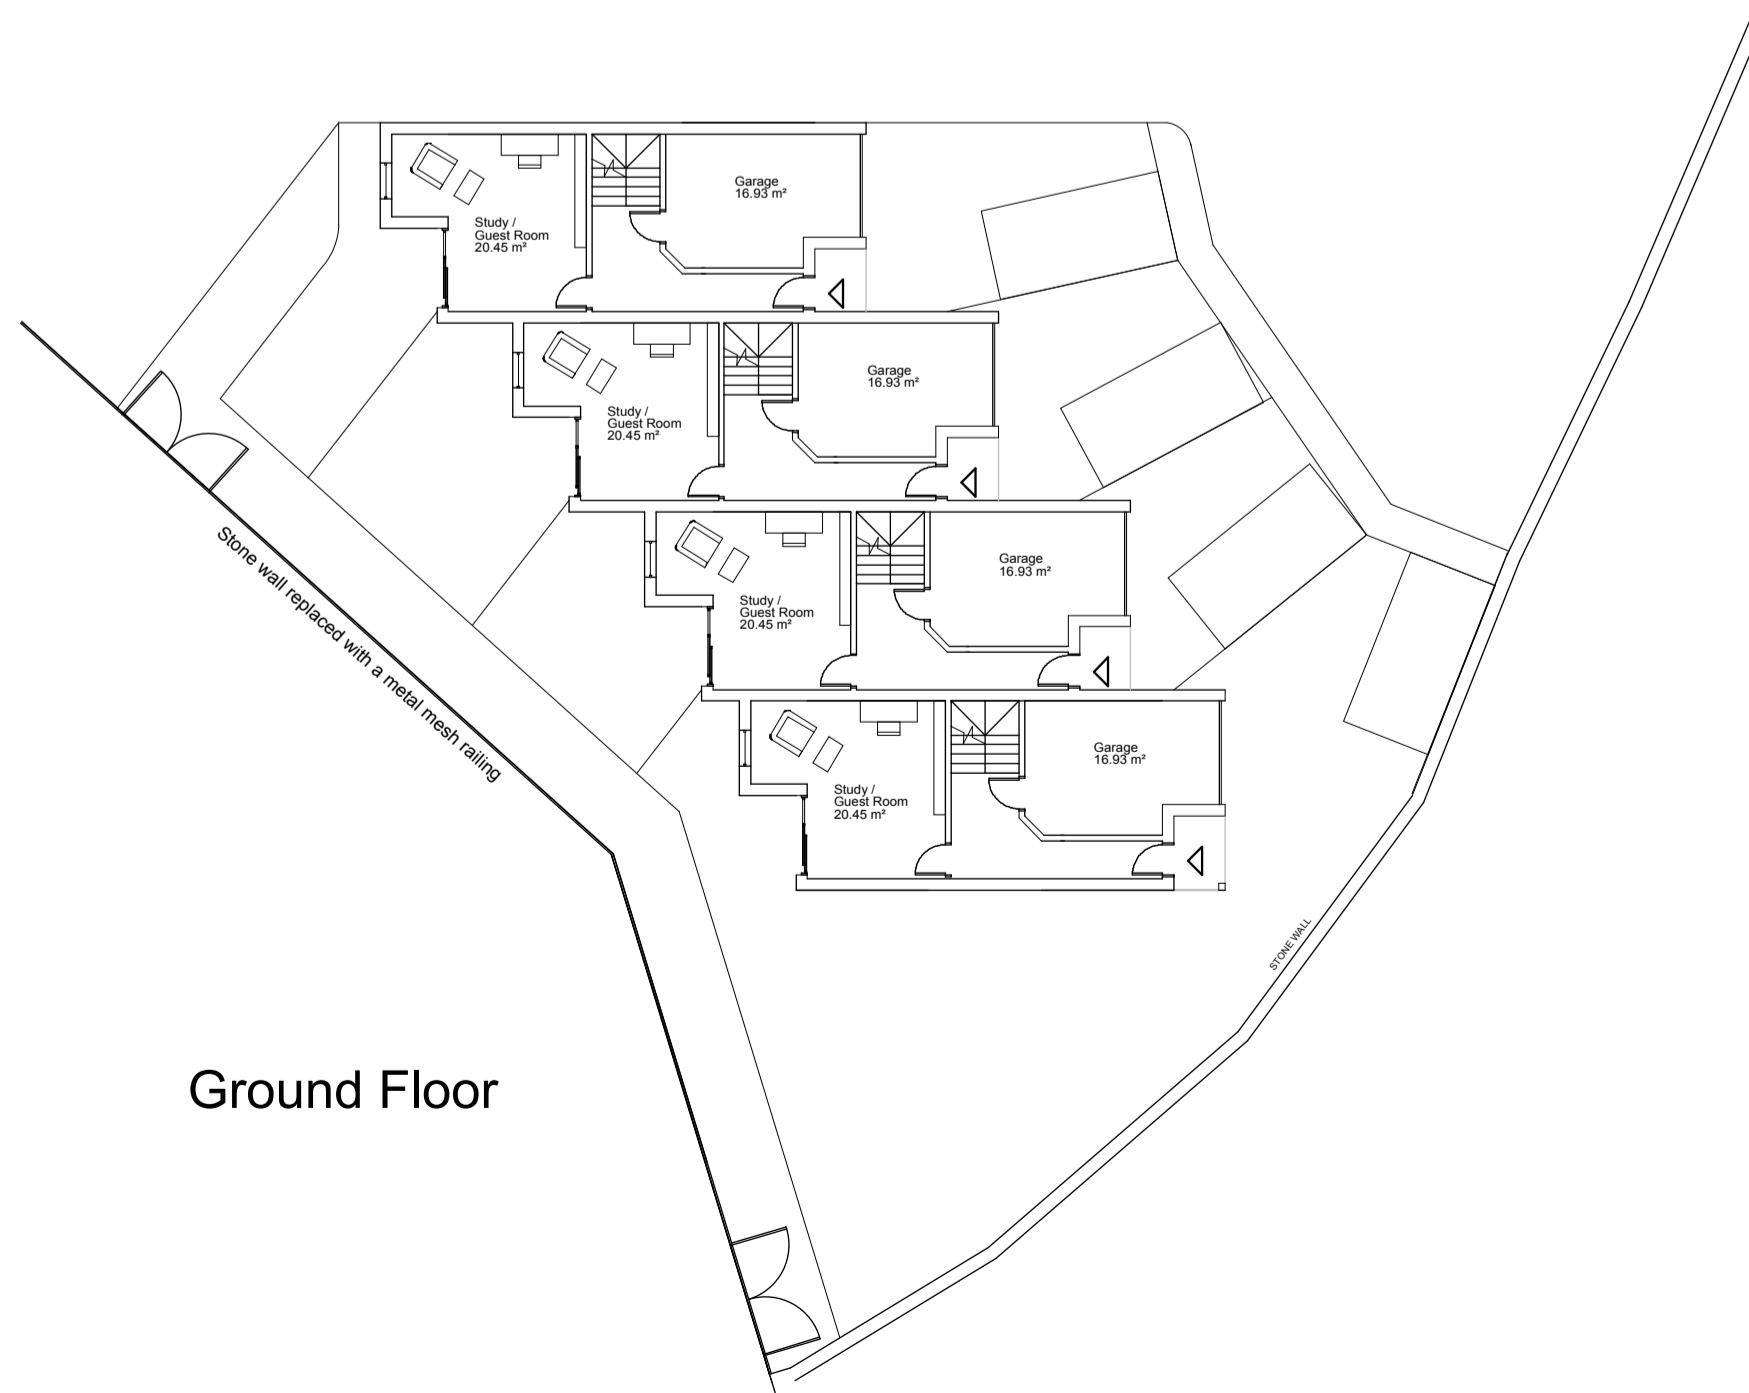 Garage
16.93 m²
Study /
Guest Room
20.45 m²
Garage
16.93 m²
Study /
Guest Room
20.45 m²
Garage
16.93 m²
Study /
Guest Room
20.45 m²
Garage
16.93 m²
Study /
Guest Room
20.45 m²
Stone wall replaced with a metal mesh railing
STONE WALL
Ground Floor